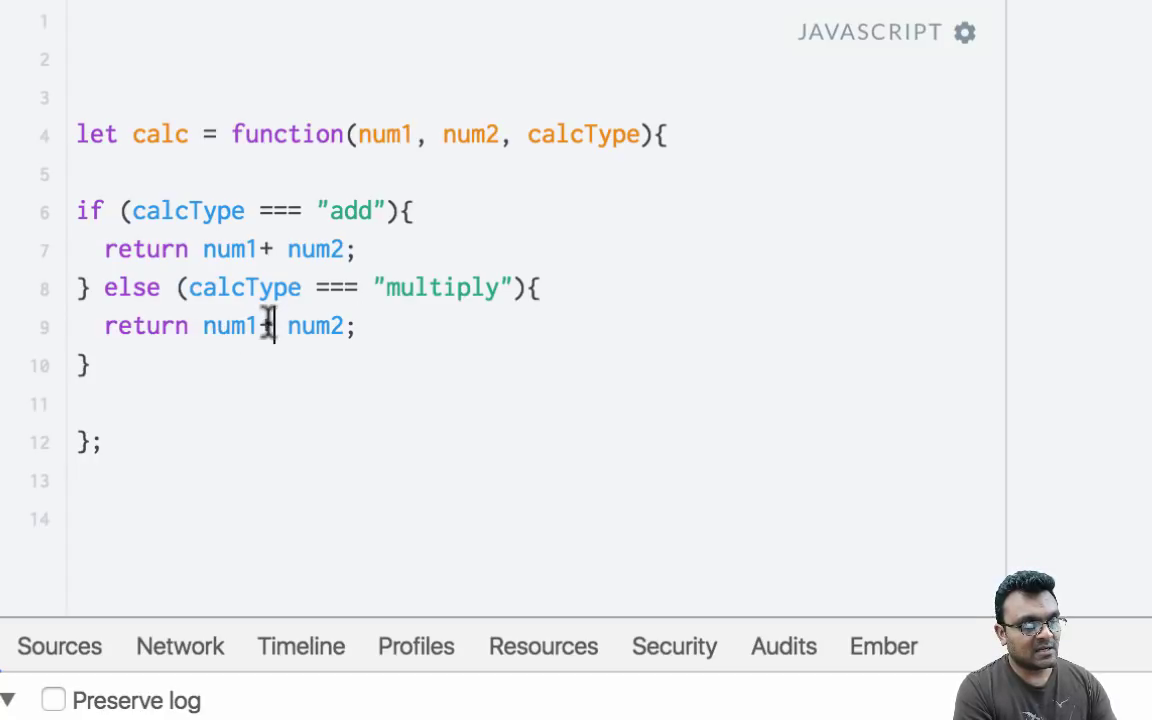 JAVASCRIPT
1
2
3
4 let calc = function(num1, num2, calcType){
5
6 if (calcType === "add"){
7 return num1+ num2;
8 } else (calcType === "multiply"){
9 return num1+ num2;
10 }
11
12 };
13
14
Sources Network Timeline Profiles Resources Security Audits Ember
Preserve log